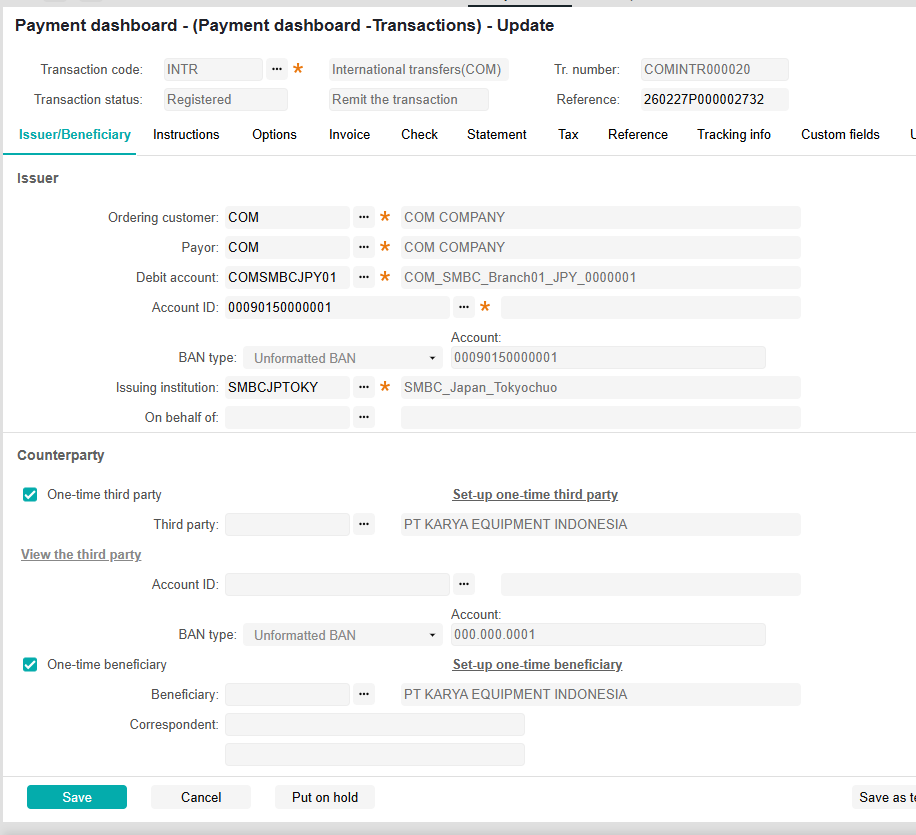 Payment dashboard - (Payment dashboard -Transactions) - Update
Transaction code: INTR ... * International transfers(COM) Tr. number: COMINTR000020
Transaction status: Registered Remit the transaction Reference: 260227P000002732
Issuer/Beneficiary Instructions Options Invoice Check Statement Tax Reference Tracking info Custom fields
Issuer
Ordering customer: COM ... * COM COMPANY
Payor: COM ... * COM COMPANY
Debit account: COMSMBCJPY01 ... * COM_SMBC_Branch01_JPY_0000001
Account ID: 00090150000001 ... *
Account:
BAN type: Unformatted BAN 00090150000001
Issuing institution: SMBCJPTOKY ... * SMBC_Japan_Tokyochuo
On behalf of: ...
Counterparty
One-time third party Set-up one-time third party
Third party: ... PT KARYA EQUIPMENT INDONESIA
View the third party
Account ID: ...
Account:
BAN type: Unformatted BAN 000.000.0001
One-time beneficiary Set-up one-time beneficiary
Beneficiary: ... PT KARYA EQUIPMENT INDONESIA
Correspondent:
Save Cancel Put on hold Save as te